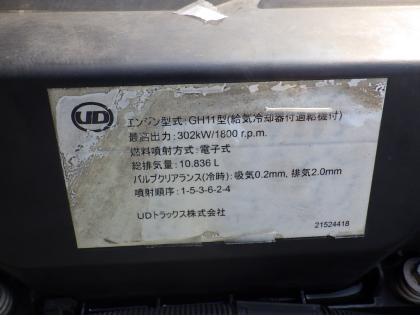 UD
エンジン型式・GH11型(給気冷却器付過給機付)
最高出力:302kW/1800 r.p.m.
燃料噴射方式:電子式
総排気量:10.836 L
バルブクリアランス(冷時):吸気0.2mm, 排気2.0mm
噴射順序:1-5-3-6-2-4
UDトラックス株式会社
21524418